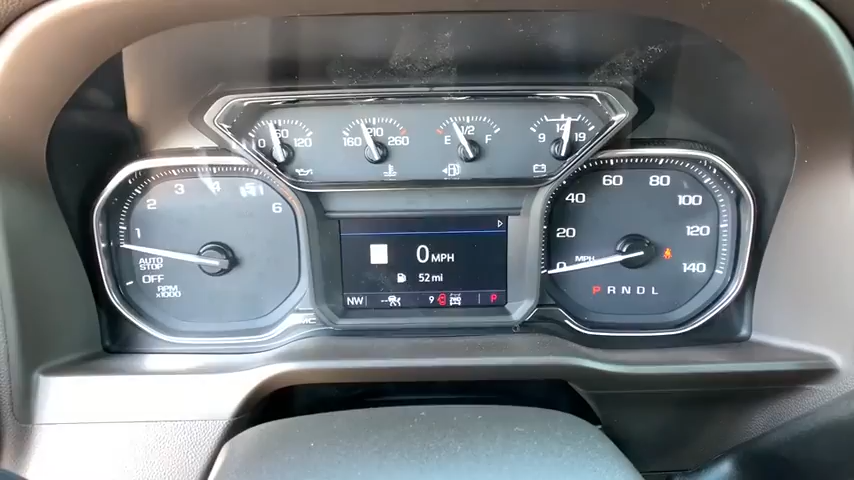 0 60 120
160 210 260
E 1/2 F
9 14 19
1 2 3 4 5 6
AUTO
STOP
OFF
RPM
x1000
0 MPH
52 mi
NW
9
P
0 20 40 60 80 100 120 140
MPH
P R N D L